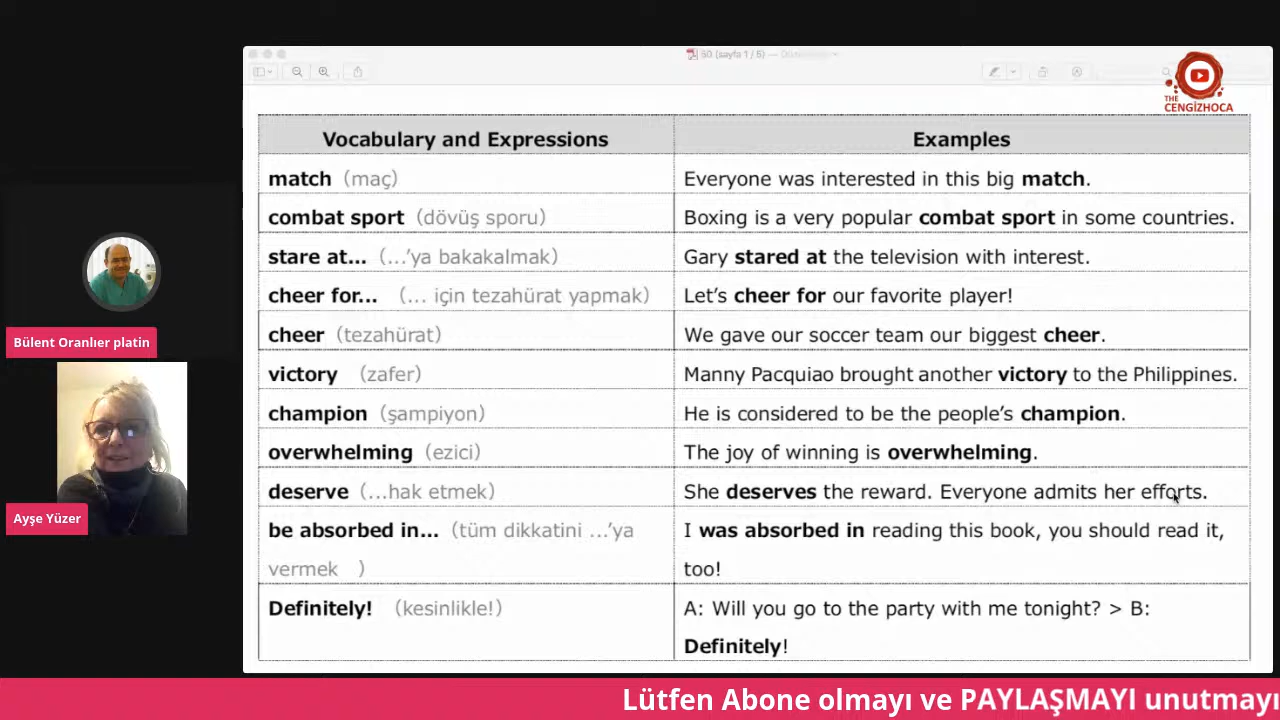 50 (sayfa 1 / 5)
THE
CENGİZHOCA
Vocabulary and Expressions Examples
match (maç) Everyone was interested in this big match.
combat sport (dövüş sporu) Boxing is a very popular combat sport in some countries.
stare at... (...’ya bakakalmak) Gary stared at the television with interest.
cheer for... (... için tezahürat yapmak) Let’s cheer for our favorite player!
cheer (tezahürat) We gave our soccer team our biggest cheer.
victory (zafer) Manny Pacquiao brought another victory to the Philippines.
champion (şampiyon) He is considered to be the people’s champion.
overwhelming (ezici) The joy of winning is overwhelming.
deserve (...hak etmek) She deserves the reward. Everyone admits her efforts.
be absorbed in... (tüm dikkatini ...’ya
vermek )
I was absorbed in reading this book, you should read it,
too!
Definitely! (kesinlikle!)
A: Will you go to the party with me tonight? > B:
Definitely!
Bülent Oranlıer platin
Ayşe Yüzer
Lütfen Abone olmayı ve PAYLAŞMAYI unutmayı